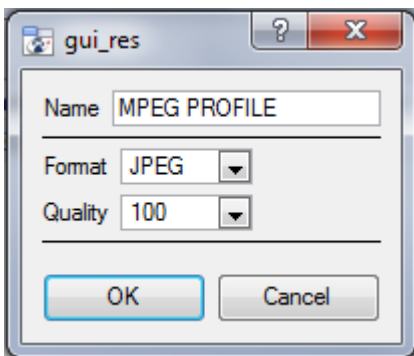 gui_res
Name MPEG PROFILE
Format JPEG
Quality 100
OK Cancel